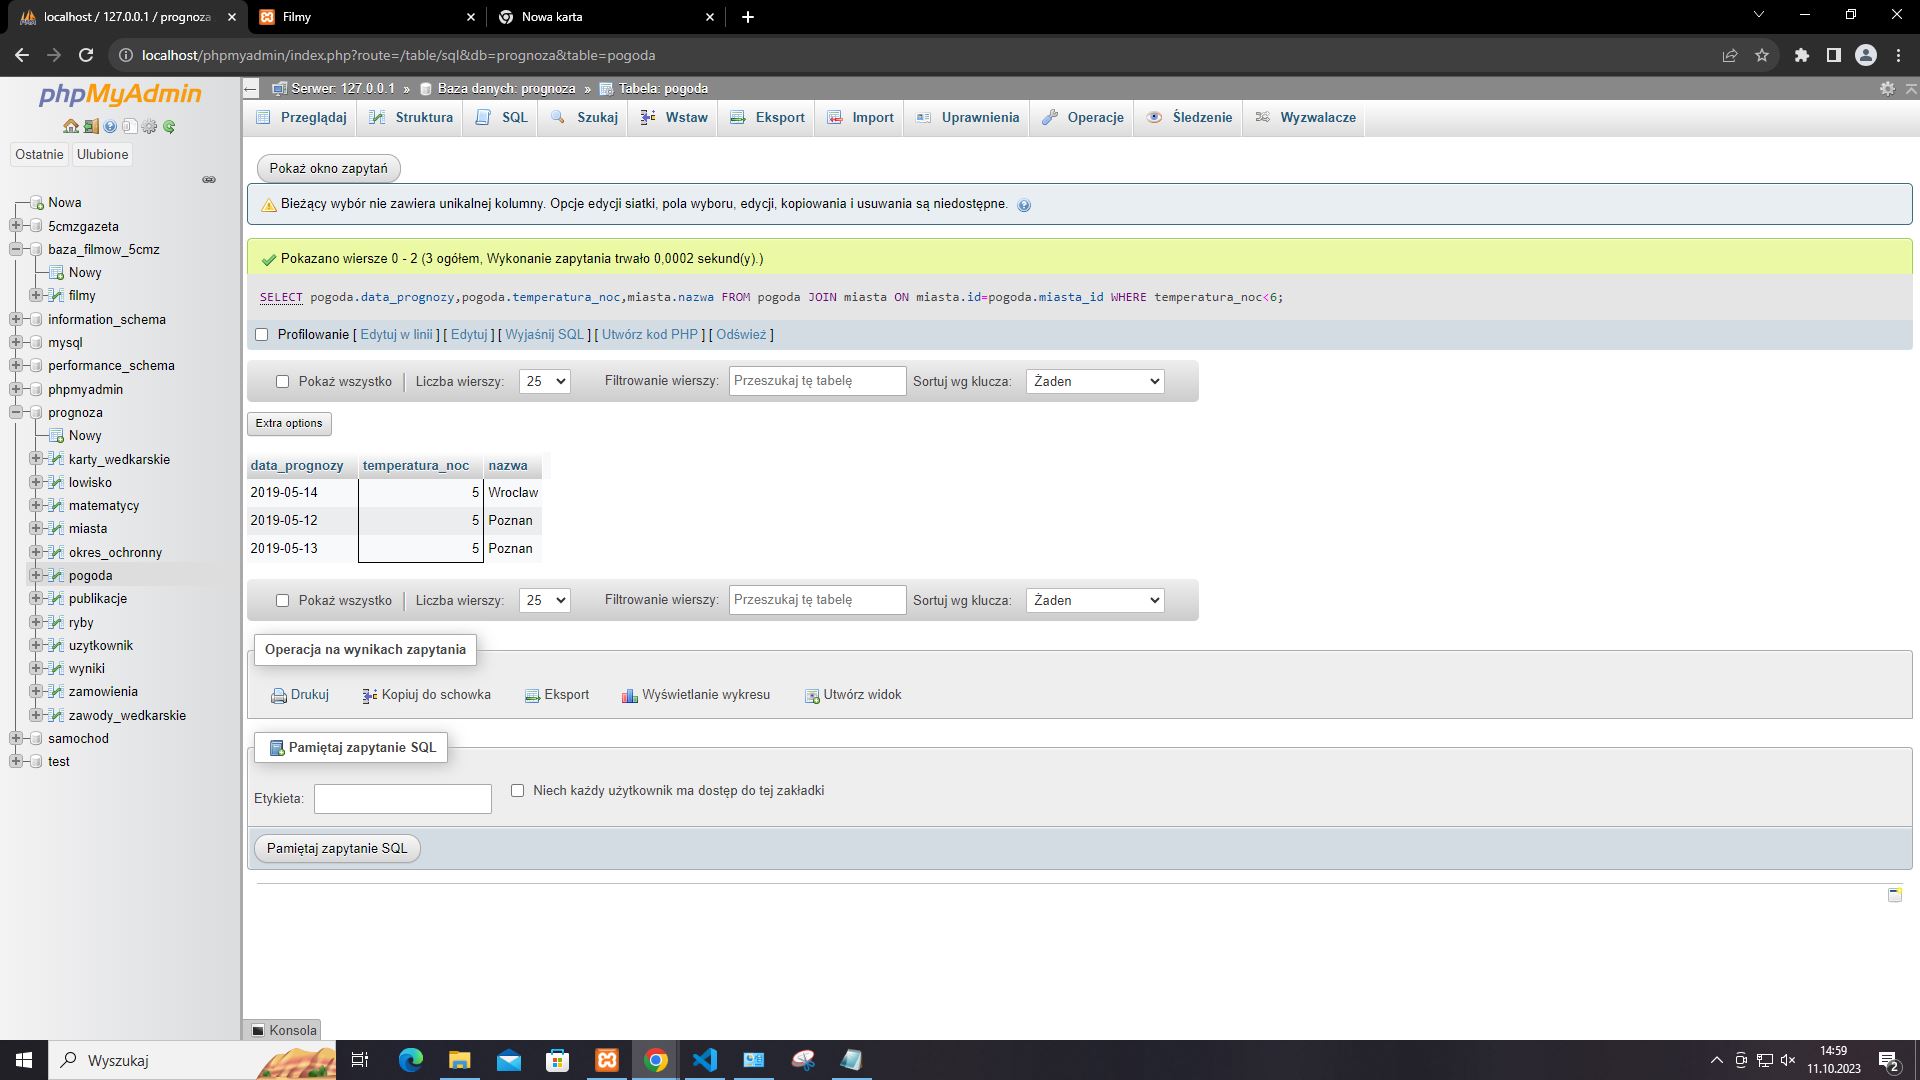 localhost / 127.0.0.1 / prognoza
Filmy
Nowa karta
localhost/phpmyadmin/index.php?route=/table/sql&db=prognoza&table=pogoda
phpMyAdmin
Ostatnie
Ulubione
Nowa
5cmzgazeta
baza_filmow_5cmz
Nowy
filmy
information_schema
mysql
performance_schema
phpmyadmin
prognoza
Nowy
karty_wedkarskie
lowisko
matematycy
miasta
okres_ochronny
pogoda
publikacje
ryby
uzytkownik
wyniki
zamowienia
zawody_wedkarskie
samochod
test
Serwer: 127.0.0.1 » Baza danych: prognoza » Tabela: pogoda
Przeglądaj Struktura SQL Szukaj Wstaw Eksport Import Uprawnienia Operacje Śledzenie Wyzwalacze
Pokaż okno zapytań
Bieżący wybór nie zawiera unikalnej kolumny. Opcje edycji siatki, pola wyboru, edycji, kopiowania i usuwania są niedostępne.
Pokazano wiersze 0 - 2 (3 ogółem, Wykonanie zapytania trwało 0,0002 sekund(y).)
SELECT pogoda.data_prognozy,pogoda.temperatura_noc,miasta.nazwa FROM pogoda JOIN miasta ON miasta.id=pogoda.miasta_id WHERE temperatura_noc<6;
Profilowanie [ Edytuj w linii ] [ Edytuj ] [ Wyjaśnij SQL ] [ Utwórz kod PHP ] [ Odśwież ]
Pokaż wszystko Liczba wierszy: 25 Filtrowanie wierszy: Przeszukaj tę tabelę Sortuj wg klucza: Żaden
Extra options
data_prognozy temperatura_noc nazwa
2019-05-14 5 Wroclaw
2019-05-12 5 Poznan
2019-05-13 5 Poznan
Pokaż wszystko Liczba wierszy: 25 Filtrowanie wierszy: Przeszukaj tę tabelę Sortuj wg klucza: Żaden
Operacja na wynikach zapytania
Drukuj Kopiuj do schowka Eksport Wyświetlanie wykresu Utwórz widok
Pamiętaj zapytanie SQL
Etykieta: Niech każdy użytkownik ma dostęp do tej zakładki
Pamiętaj zapytanie SQL
Konsola
Wyszukaj
14:59
11.10.2023
2